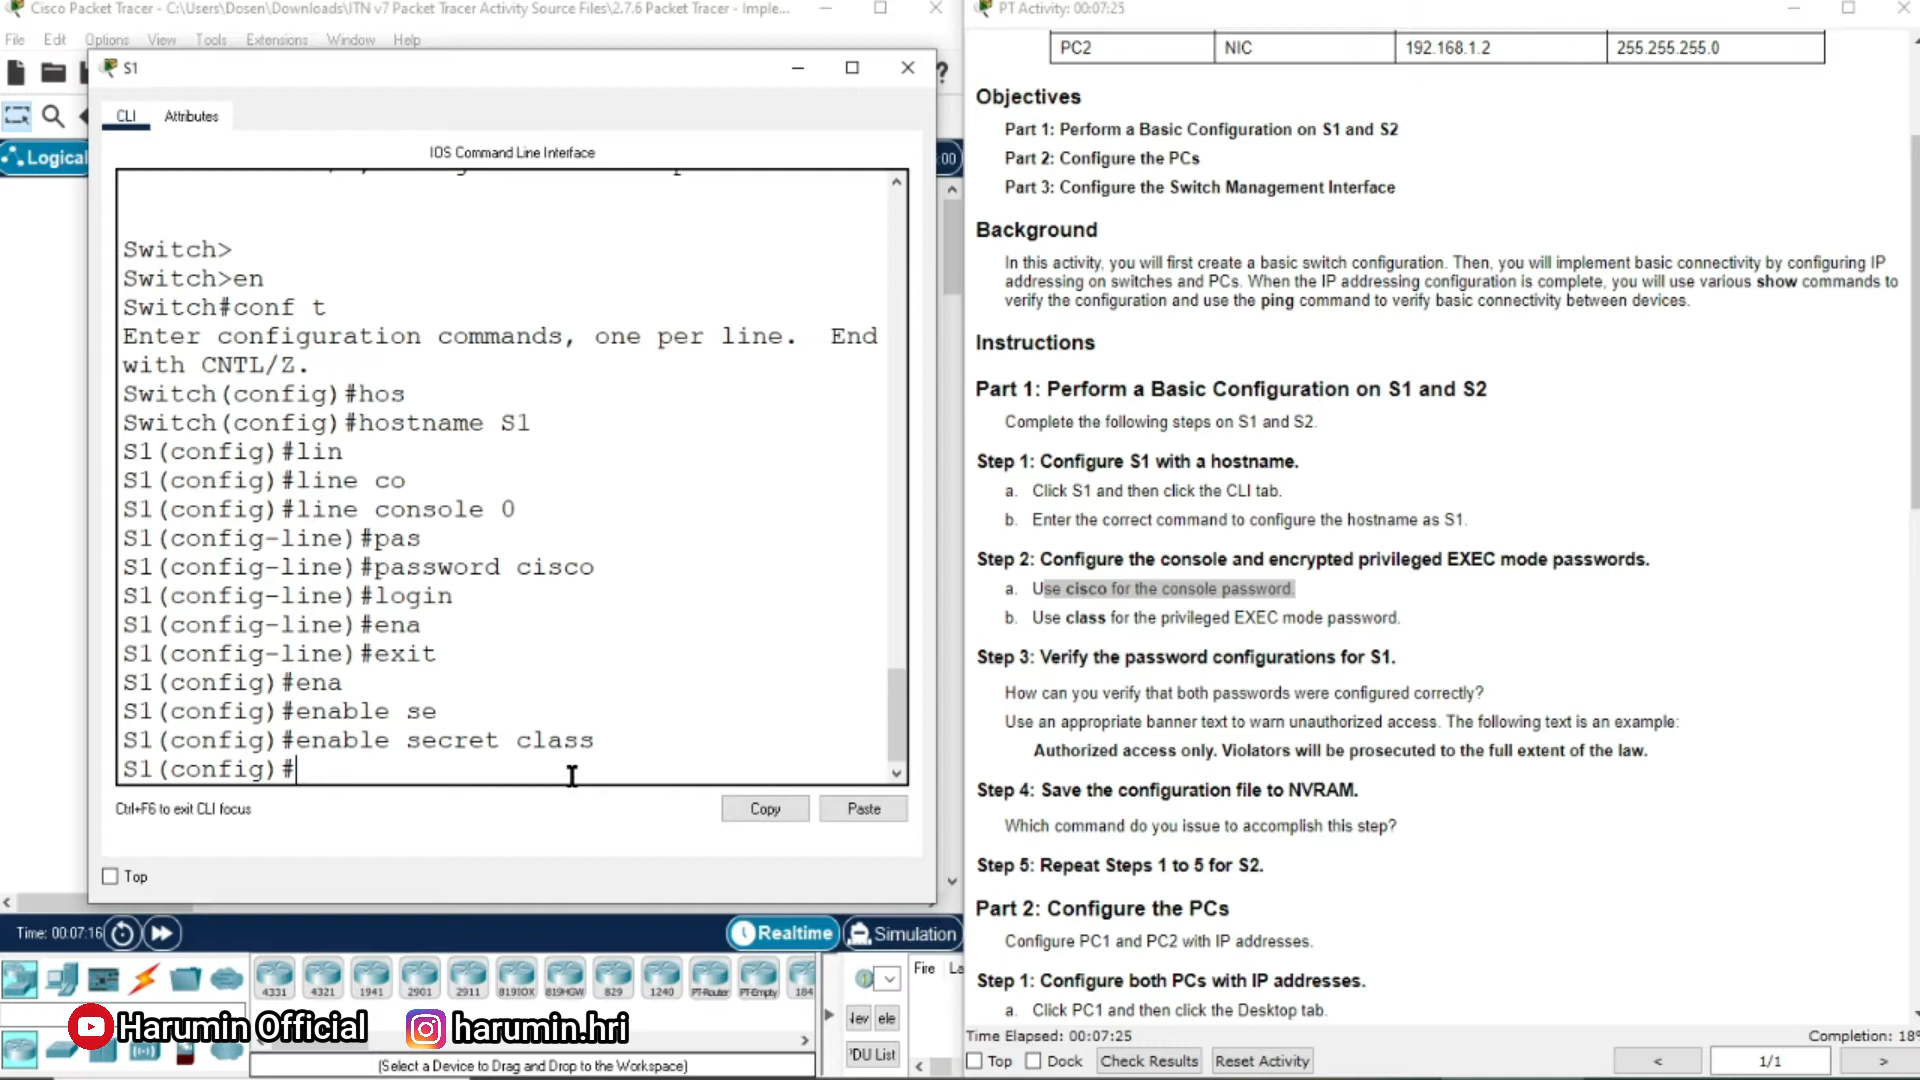 Cisco Packet Tracer - C:\Users\Dosen\Downloads\ITN v7 Packet Tracer Activity Source Files\2.7.6 Packet Tracer - Imple...
File Edit Options View Tools Extensions Window Help
S1
CLI Attributes
IOS Command Line Interface
Logical
:00
Switch>
Switch>en
Switch#conf t
Enter configuration commands, one per line.  End
with CNTL/Z.
Switch(config)#hos
Switch(config)#hostname S1
S1(config)#lin
S1(config)#line co
S1(config)#line console 0
S1(config-line)#pas
S1(config-line)#password cisco
S1(config-line)#login
S1(config-line)#ena
S1(config-line)#exit
S1(config)#ena
S1(config)#enable se
S1(config)#enable secret class
S1(config)#
Ctrl+F6 to exit CLI focus
Copy Paste
Top
Time: 00:07:16
Realtime Simulation
4331 4321 1941 2901 2911 819IOX 819HGW 829 1240 PT-Router PT-Empty 184
Fire La
Harumin Official harumin.hri
(Select a Device to Drag and Drop to the Workspace)
PT Activity: 00:07:25
PC2 NIC 192.168.1.2 255.255.255.0
Objectives
Part 1: Perform a Basic Configuration on S1 and S2
Part 2: Configure the PCs
Part 3: Configure the Switch Management Interface
Background
In this activity, you will first create a basic switch configuration. Then, you will implement basic connectivity by configuring IP
addressing on switches and PCs. When the IP addressing configuration is complete, you will use various show commands to
verify the configuration and use the ping command to verify basic connectivity between devices.
Instructions
Part 1: Perform a Basic Configuration on S1 and S2
Complete the following steps on S1 and S2.
Step 1: Configure S1 with a hostname.
a. Click S1 and then click the CLI tab.
b. Enter the correct command to configure the hostname as S1.
Step 2: Configure the console and encrypted privileged EXEC mode passwords.
a. Use cisco for the console password.
b. Use class for the privileged EXEC mode password.
Step 3: Verify the password configurations for S1.
How can you verify that both passwords were configured correctly?
Use an appropriate banner text to warn unauthorized access. The following text is an example:
Authorized access only. Violators will be prosecuted to the full extent of the law.
Step 4: Save the configuration file to NVRAM.
Which command do you issue to accomplish this step?
Step 5: Repeat Steps 1 to 5 for S2.
Part 2: Configure the PCs
Configure PC1 and PC2 with IP addresses.
Step 1: Configure both PCs with IP addresses.
a. Click PC1 and then click the Desktop tab.
Time Elapsed: 00:07:25 Completion: 18%
Top Dock Check Results Reset Activity < 1/1 >